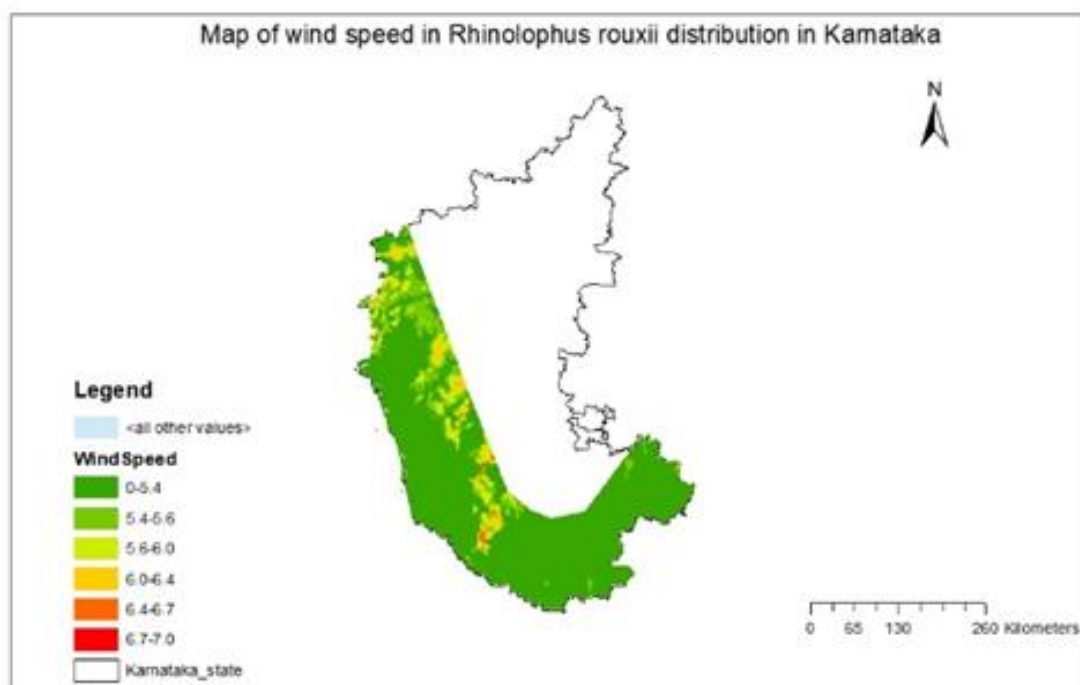 Map of wind speed in Rhinolophus rouxii distribution in Karnataka
N
Legend
<all other values>
WindSpeed
0-5.4
5.4-5.6
5.6-6.0
6.0-6.4
6.4-6.7
6.7-7.0
Karnataka_state
0 65 130 260 Kilometers